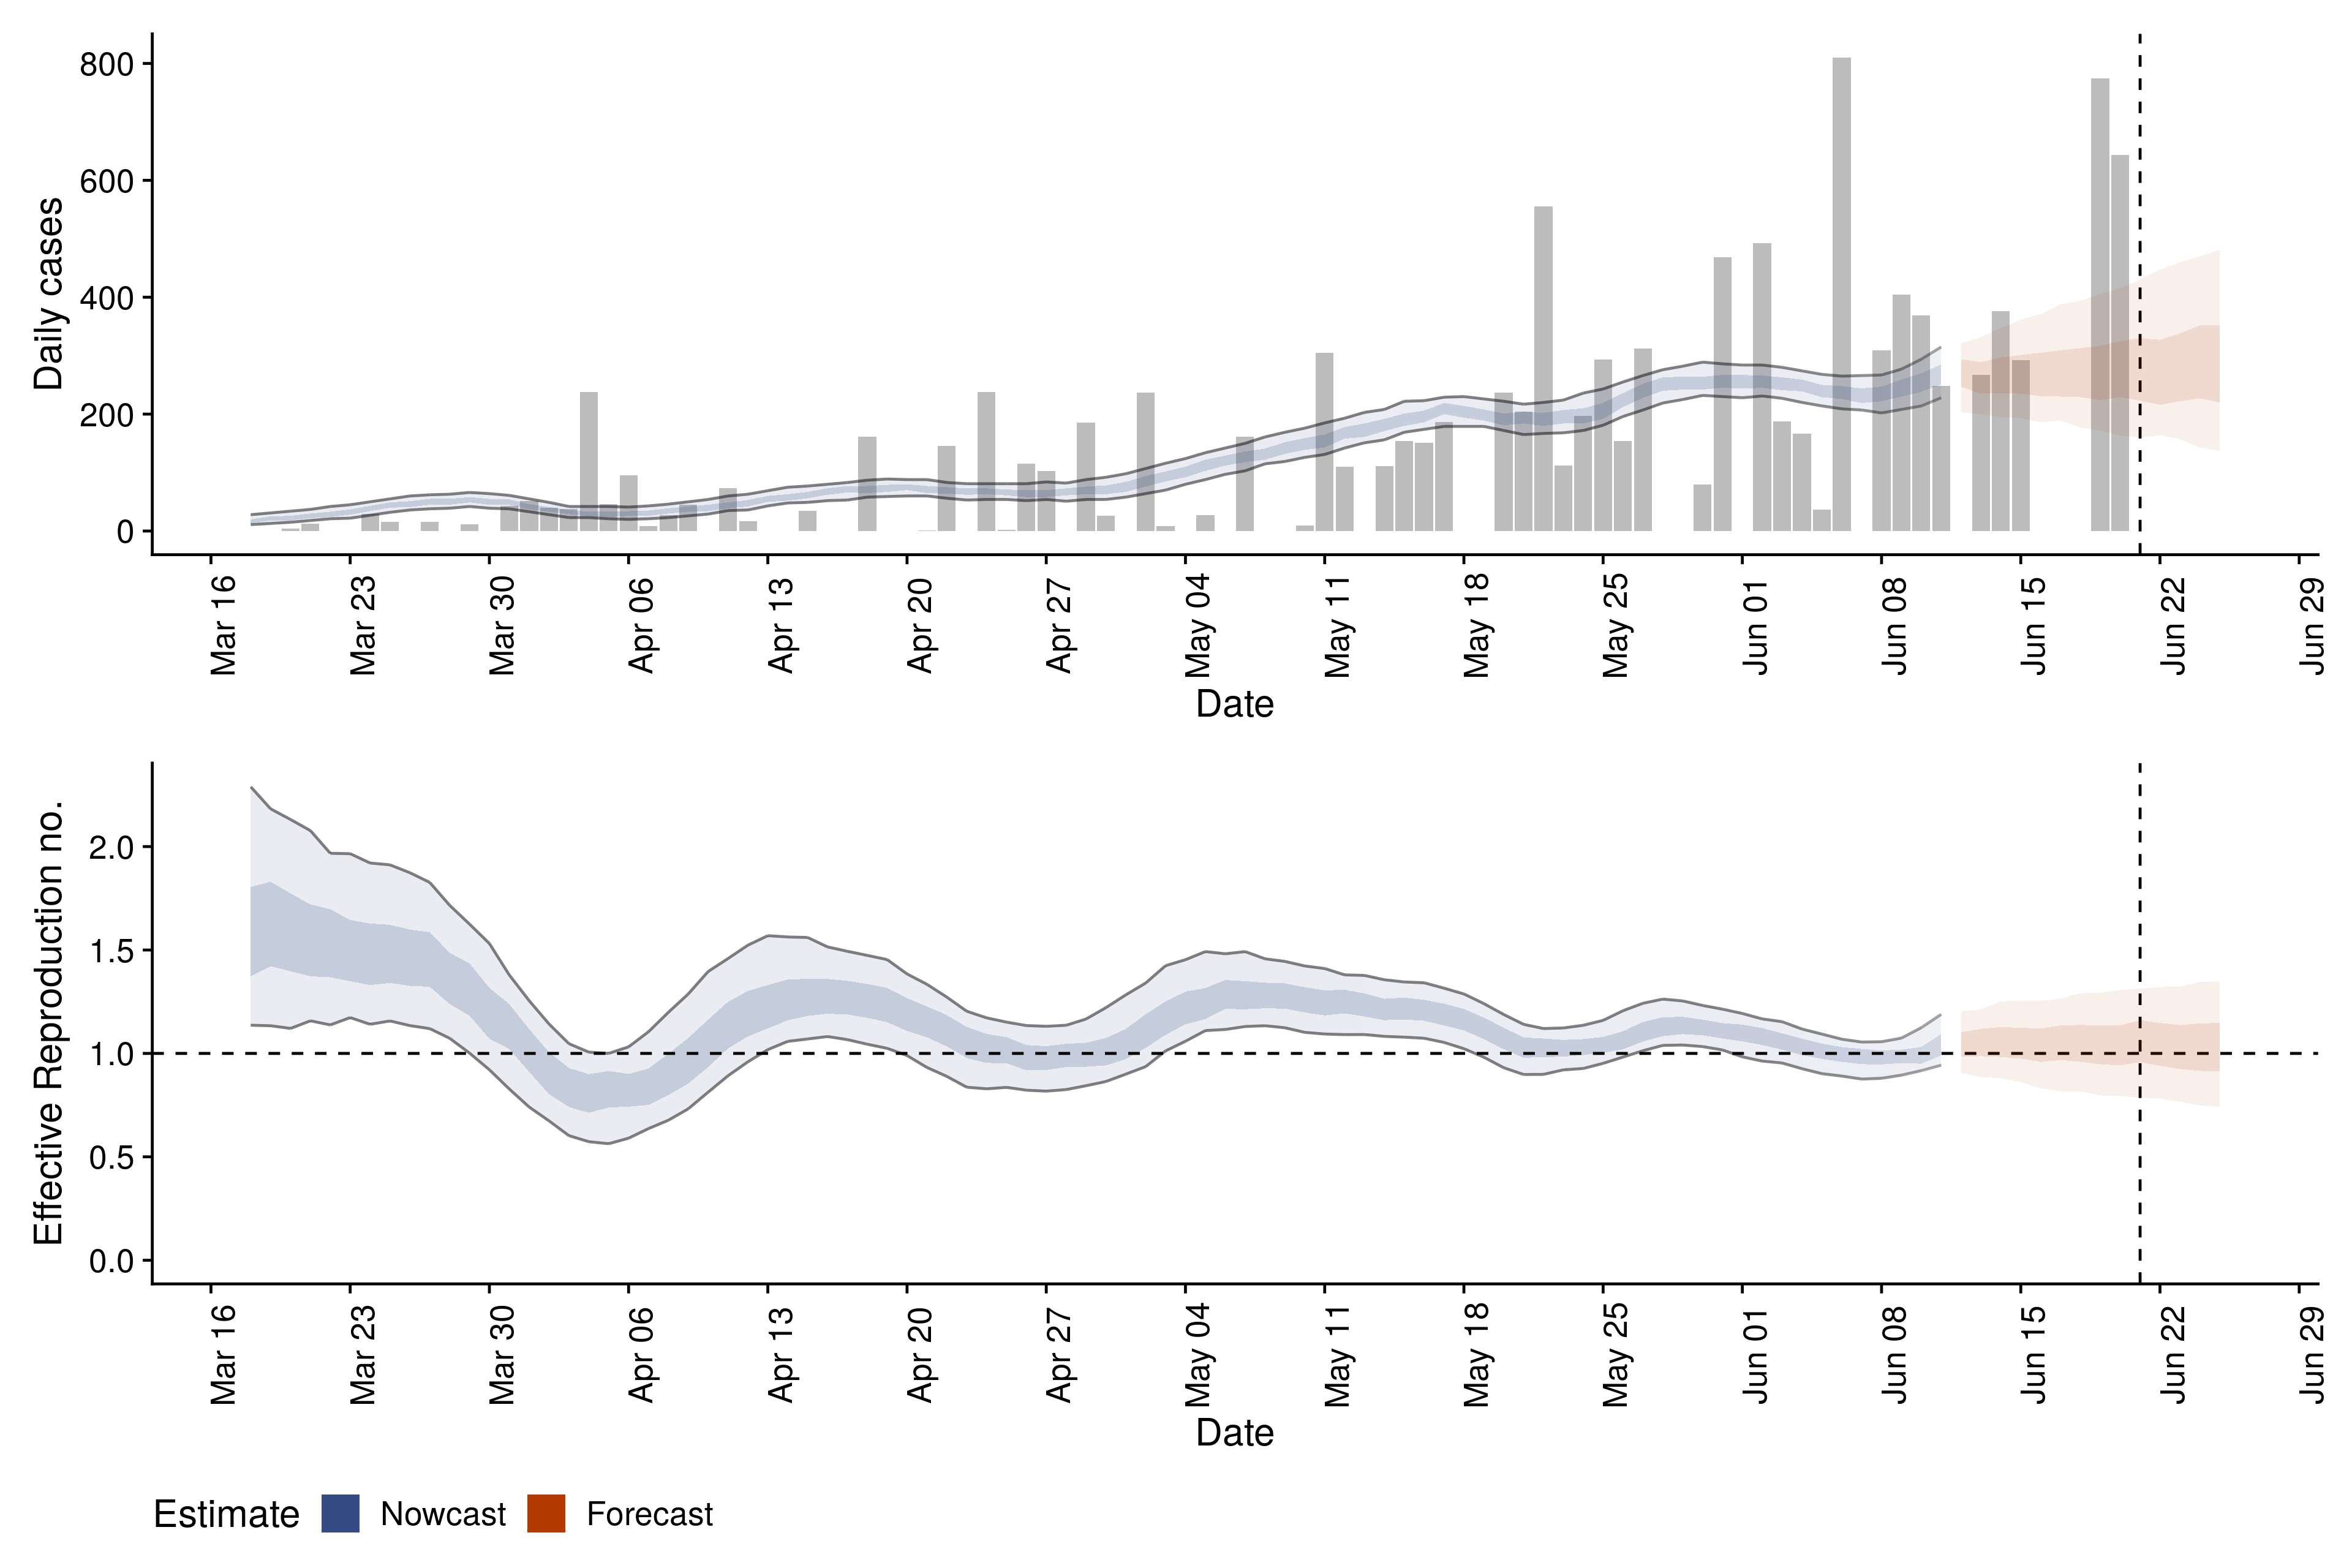 Daily cases
800
600
400
200
0
Mar 16
Mar 23
Mar 30
Apr 06
Apr 13
Apr 20
Apr 27
May 04
May 11
May 18
May 25
Jun 01
Jun 08
Jun 15
Jun 22
Jun 29
Date
Effective Reproduction no.
2.0
1.5
1.0
0.5
0.0
Mar 16
Mar 23
Mar 30
Apr 06
Apr 13
Apr 20
Apr 27
May 04
May 11
May 18
May 25
Jun 01
Jun 08
Jun 15
Jun 22
Jun 29
Date
Estimate Nowcast Forecast